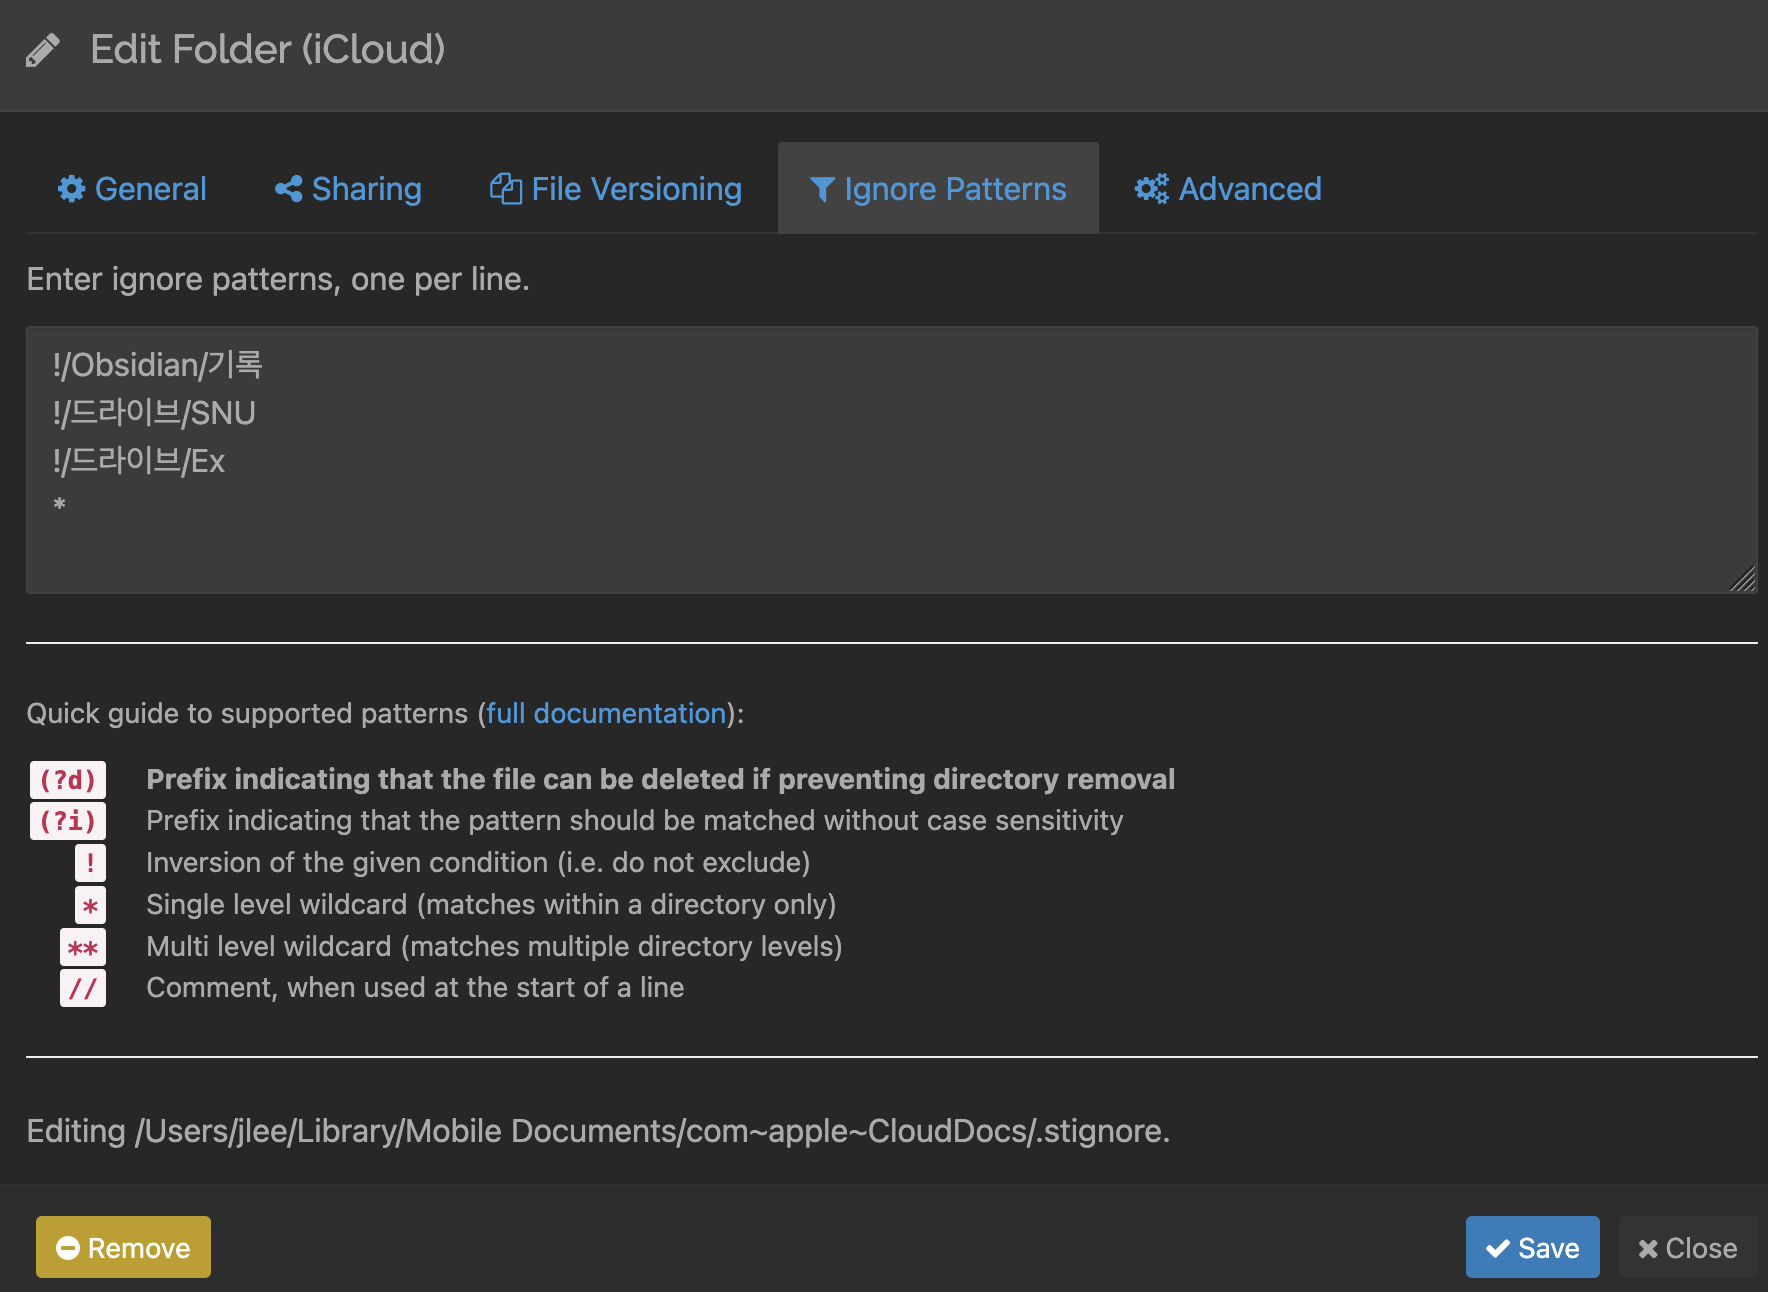 Edit Folder (iCloud)
General Sharing File Versioning Ignore Patterns Advanced
Enter ignore patterns, one per line.
!/Obsidian/기록
!/드라이브/SNU
!/드라이브/Ex
*
Quick guide to supported patterns (full documentation):
(?d) Prefix indicating that the file can be deleted if preventing directory removal
(?i) Prefix indicating that the pattern should be matched without case sensitivity
! Inversion of the given condition (i.e. do not exclude)
* Single level wildcard (matches within a directory only)
** Multi level wildcard (matches multiple directory levels)
// Comment, when used at the start of a line
Editing /Users/jlee/Library/Mobile Documents/com~apple~CloudDocs/.stignore.
Remove Save Close